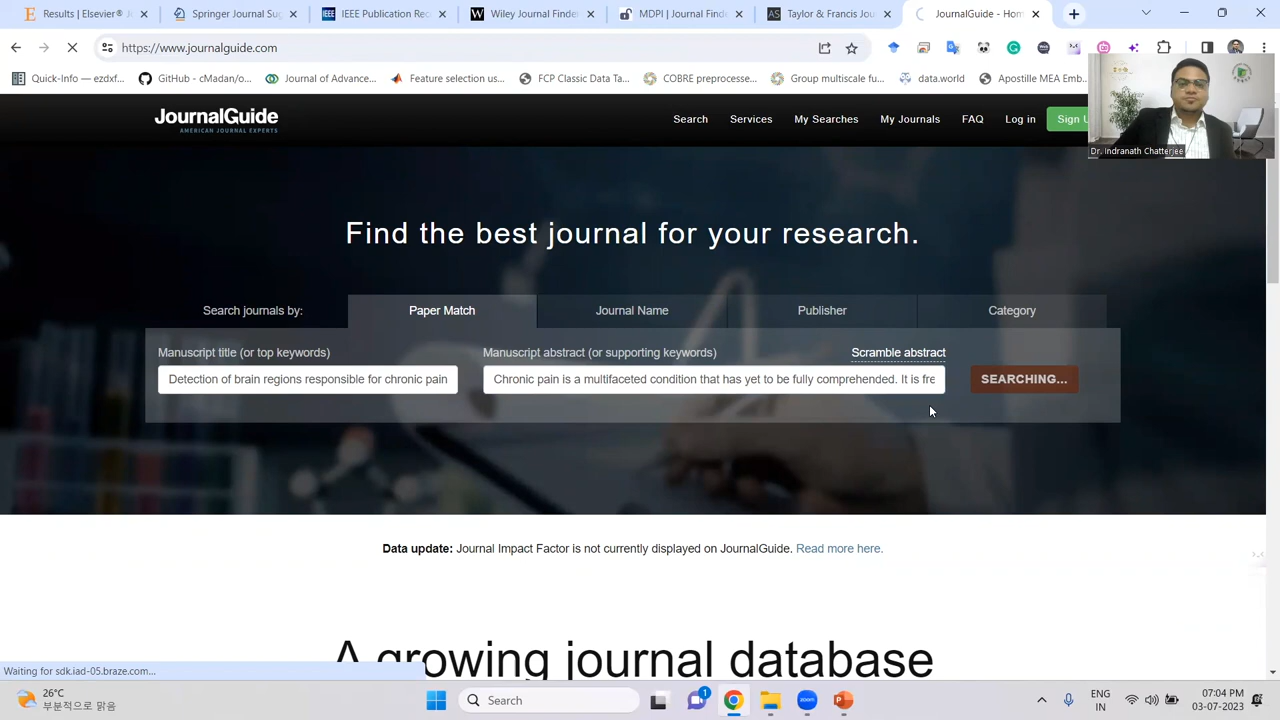 Results | Elsevier® J
Springer Journal Sug
IEEE Publication Rec
Wiley Journal Finder
MDPI | Journal Finde
Taylor & Francis Jour
JournalGuide - Hom
https://www.journalguide.com
Quick-Info — ezdxf...
GitHub - cMadan/o...
Journal of Advance...
Feature selection us...
FCP Classic Data Ta...
COBRE preprocesse...
Group multiscale fu...
data.world
Apostille MEA Emb...
JournalGuide
AMERICAN JOURNAL EXPERTS
Search
Services
My Searches
My Journals
FAQ
Log in
Sign U
Dr. Indranath Chatterjee
Find the best journal for your research.
Search journals by:
Paper Match
Journal Name
Publisher
Category
Manuscript title (or top keywords)
Manuscript abstract (or supporting keywords)
Scramble abstract
Detection of brain regions responsible for chronic pain
Chronic pain is a multifaceted condition that has yet to be fully comprehended. It is fre
SEARCHING...
Data update: Journal Impact Factor is not currently displayed on JournalGuide. Read more here.
A growing journal database
Waiting for sdk.iad-05.braze.com...
26°C
부분적으로 맑음
Search
1
zoom
ENG
IN
07:04 PM
03-07-2023